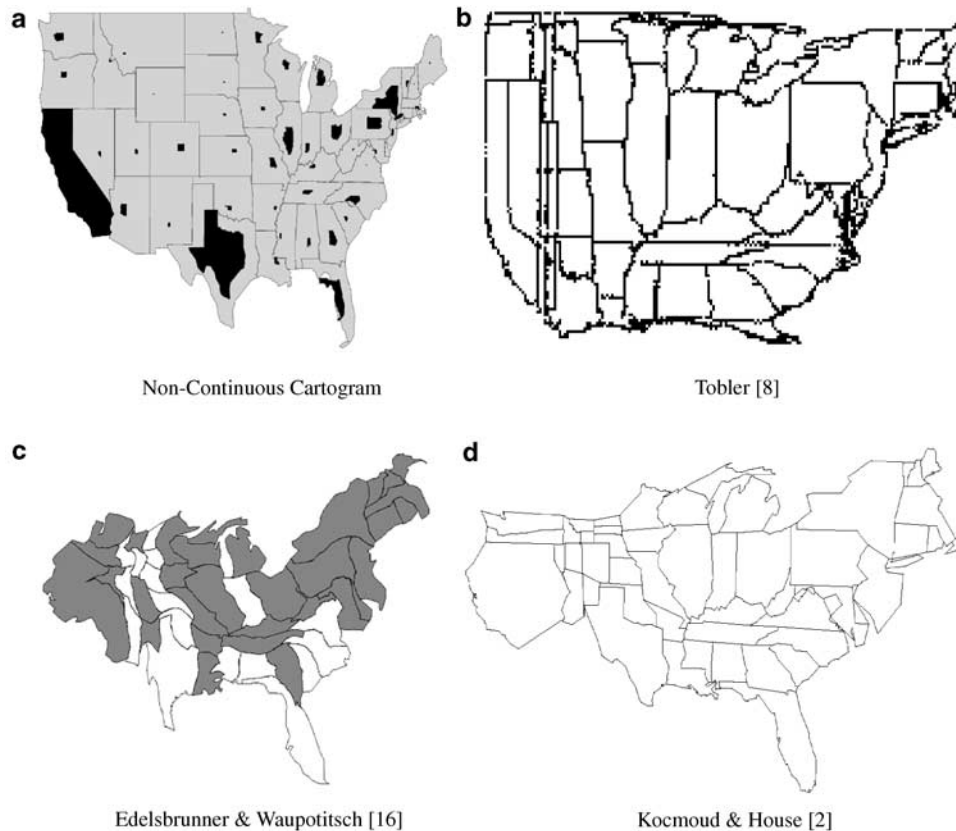 a
b
Non-Continuous Cartogram
Tobler [8]
c
d
Edelsbrunner & Waupotitsch [16]
Kocmoud & House [2]